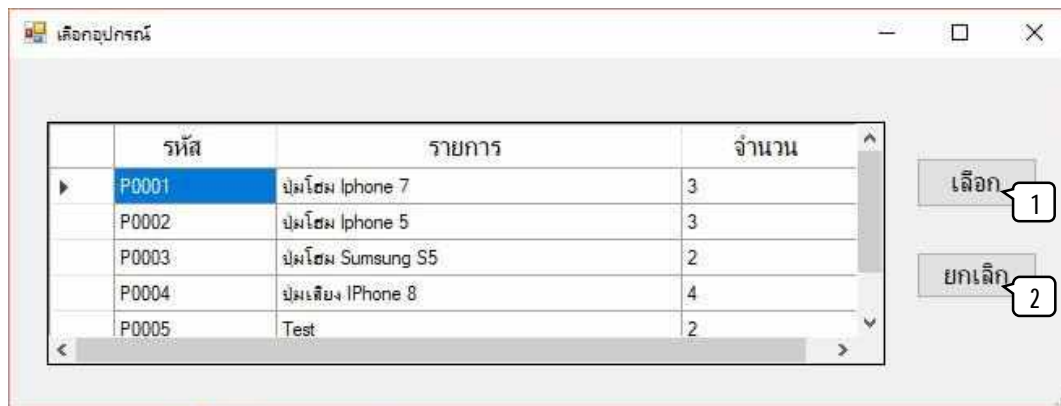 เลือกอุปกรณ์
รหัส รายการ จำนวน
P0001 ปุ่มโฮม Iphone 7 3
P0002 ปุ่มโฮม Iphone 5 3
P0003 ปุ่มโฮม Sumsung S5 2
P0004 ปุ่มเสียง IPhone 8 4
P0005 Test 2
เลือก 1
ยกเลิก 2